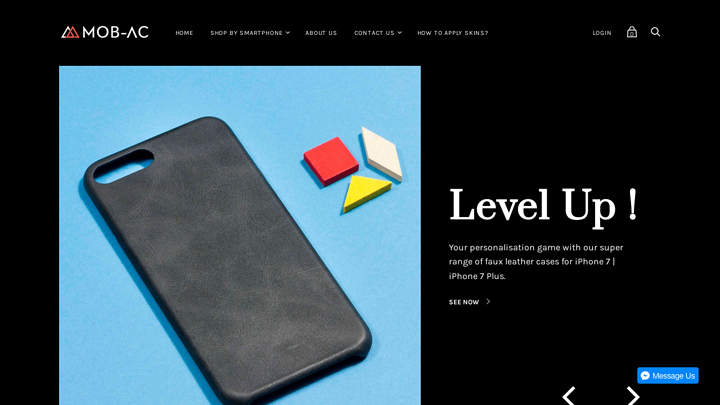 MOB-AC
HOME
SHOP BY SMARTPHONE
ABOUT US
CONTACT US
HOW TO APPLY SKINS?
LOGIN
0
Level Up !
Your personalisation game with our super
range of faux leather cases for iPhone 7 |
iPhone 7 Plus.
SEE NOW
Message Us